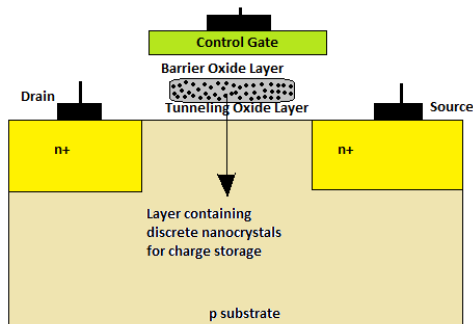 Control Gate
Barrier Oxide Layer
Drain
Tunneling Oxide Layer
Source
n+
n+
Layer containing
discrete nanocrystals
for charge storage
p substrate